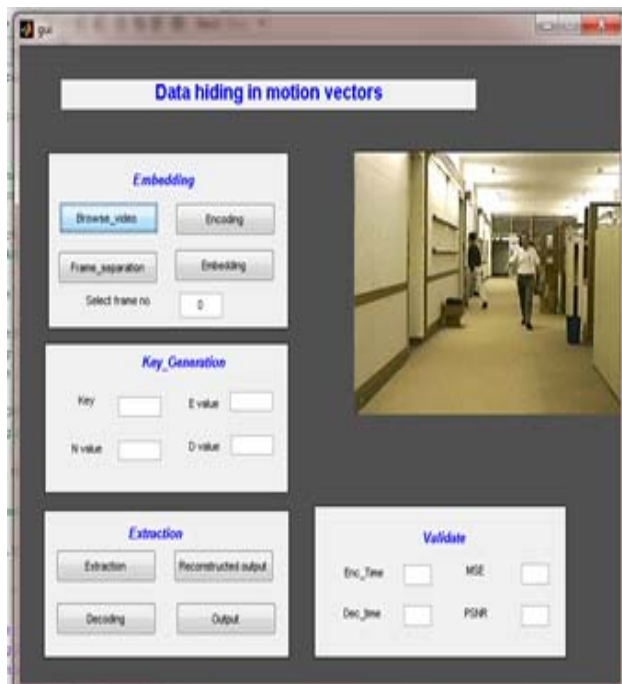 gui
Data hiding in motion vectors
Embedding
Browse_video Encoding
Frame_separation Embedding
Select frame no 0
Key_Generation
Key E value
N value D value
Extraction
Extraction Reconstructed output
Decoding Output
Validate
Enc_Time MSE
Dec_time PSNR